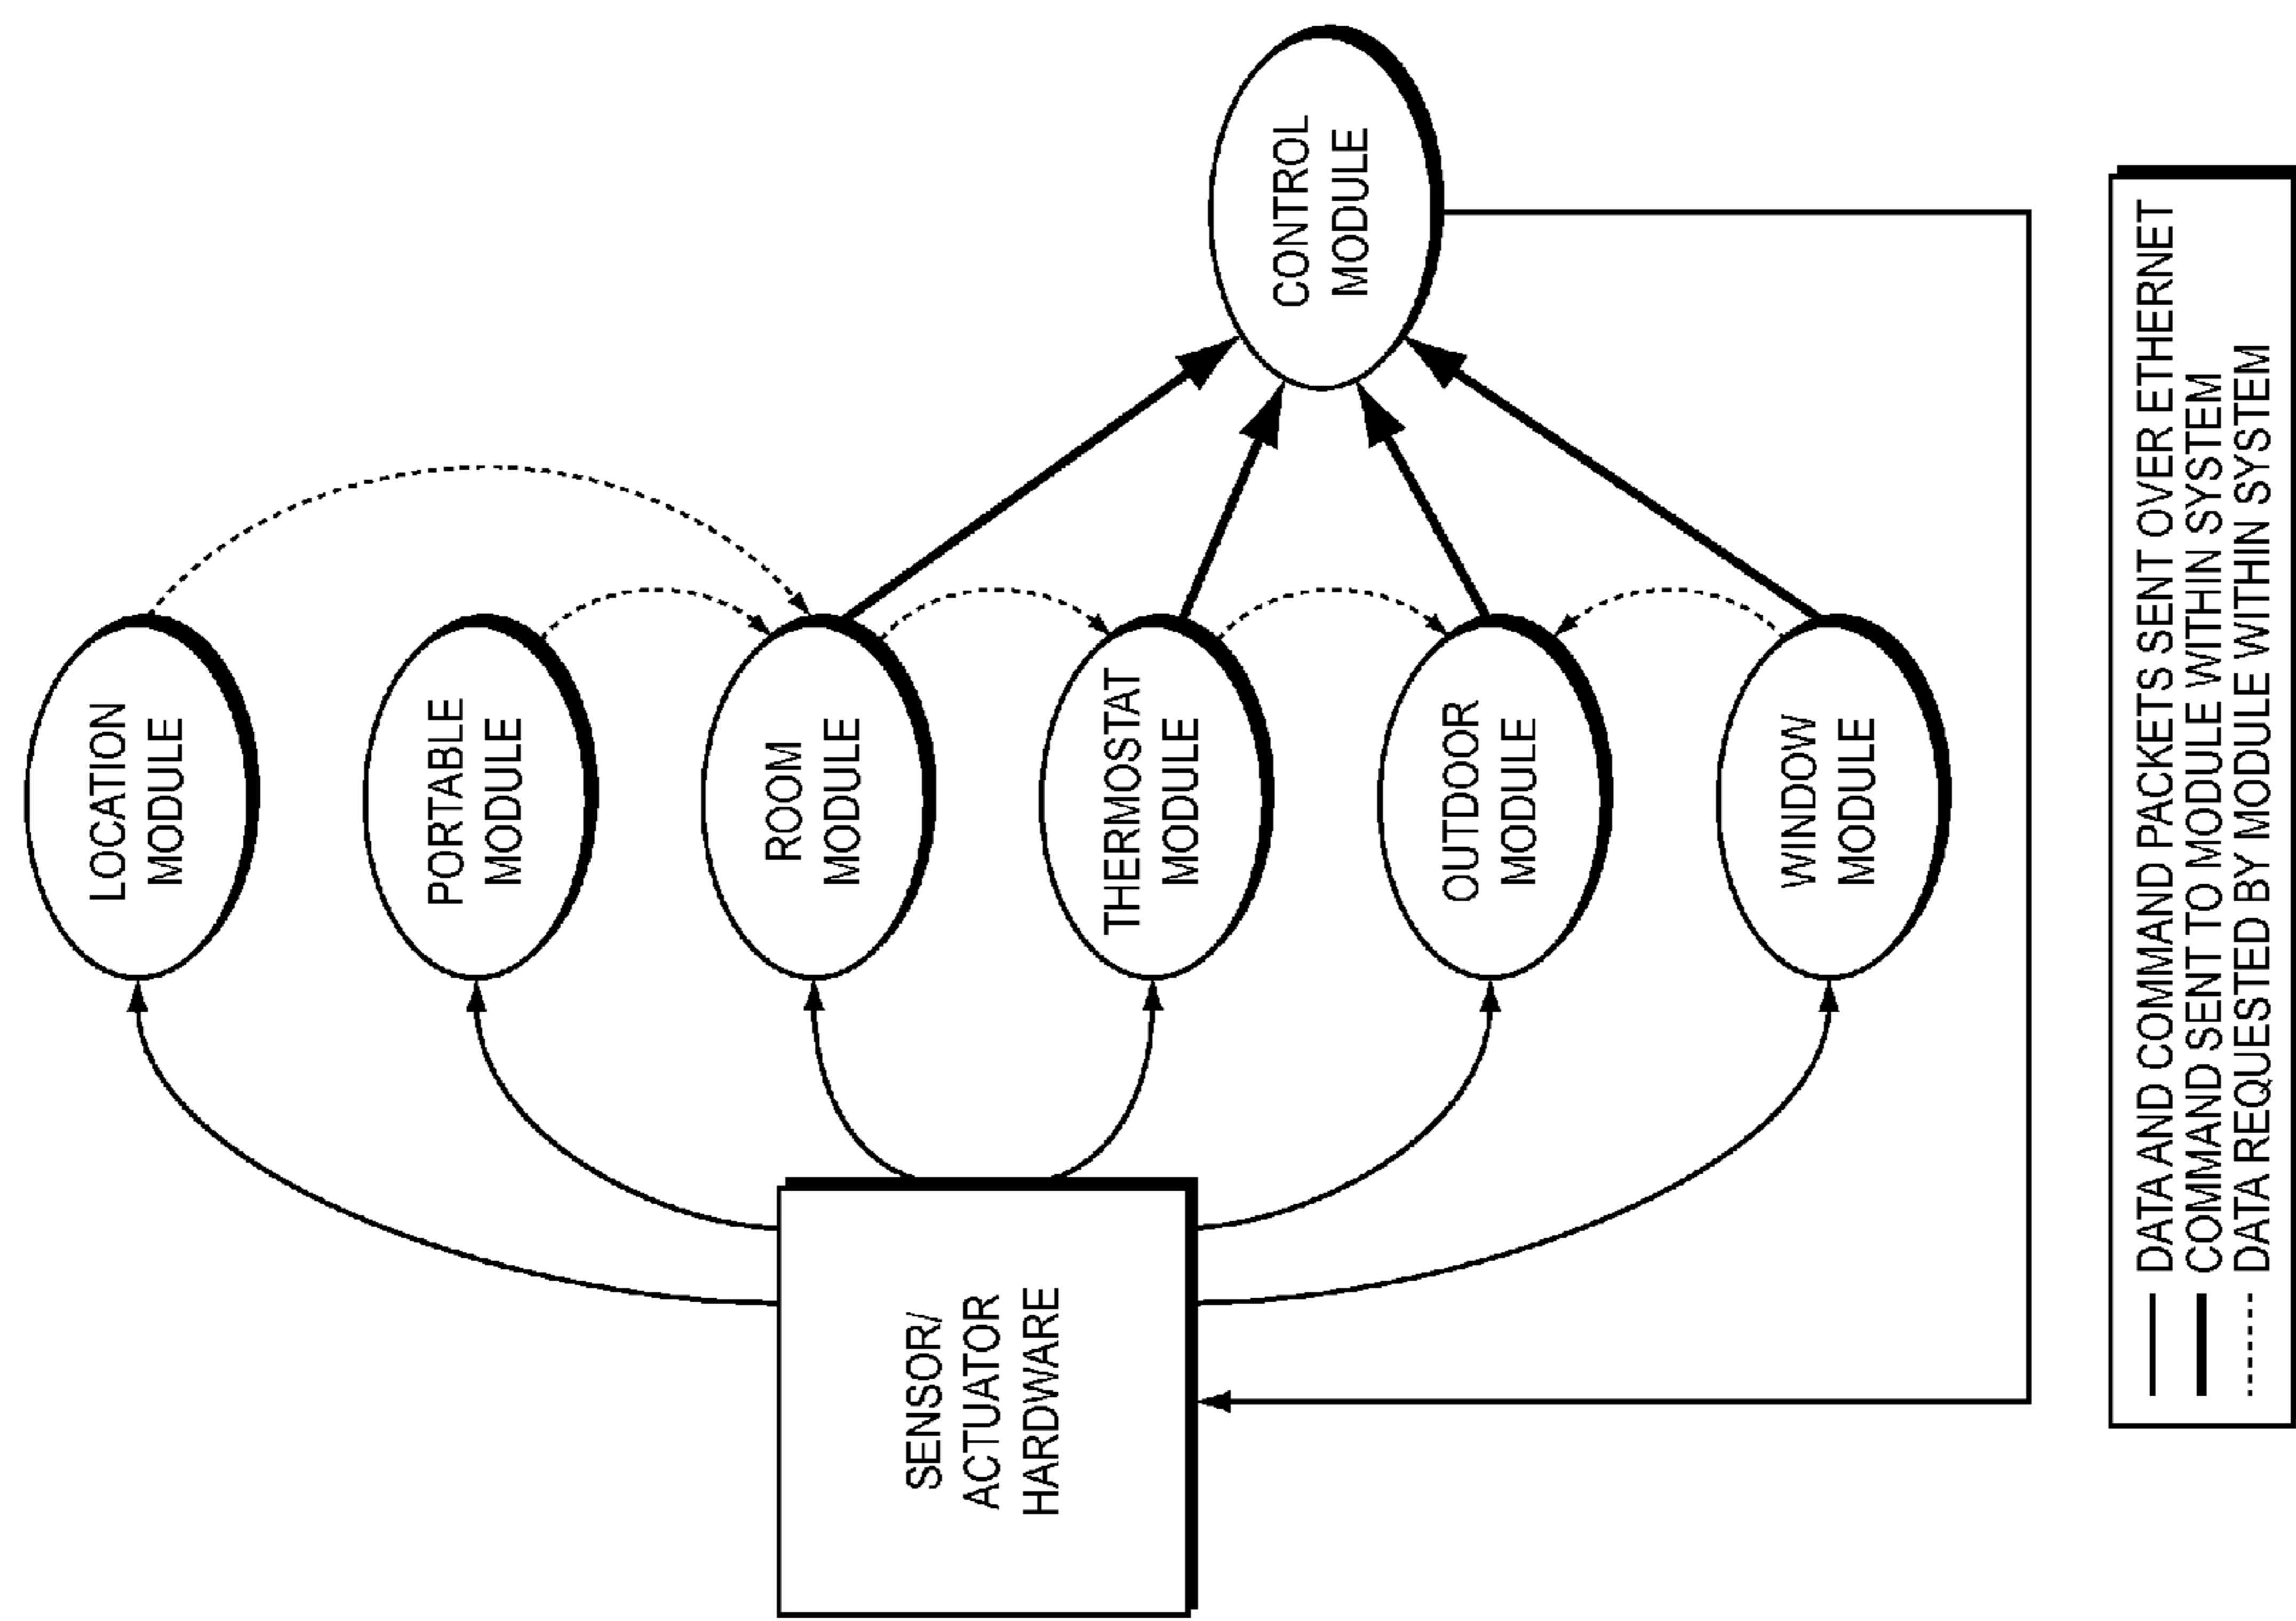 LOCATION
MODULE
PORTABLE
MODULE
ROOM
MODULE
THERMOSTAT
MODULE
OUTDOOR
MODULE
WINDOW
MODULE
CONTROL
MODULE
SENSOR/
ACTUATOR
HARDWARE
DATA AND COMMAND PACKETS SENT OVER ETHERNET
COMMAND SENT TO MODULE WITHIN SYSTEM
DATA REQUESTED BY MODULE WITHIN SYSTEM